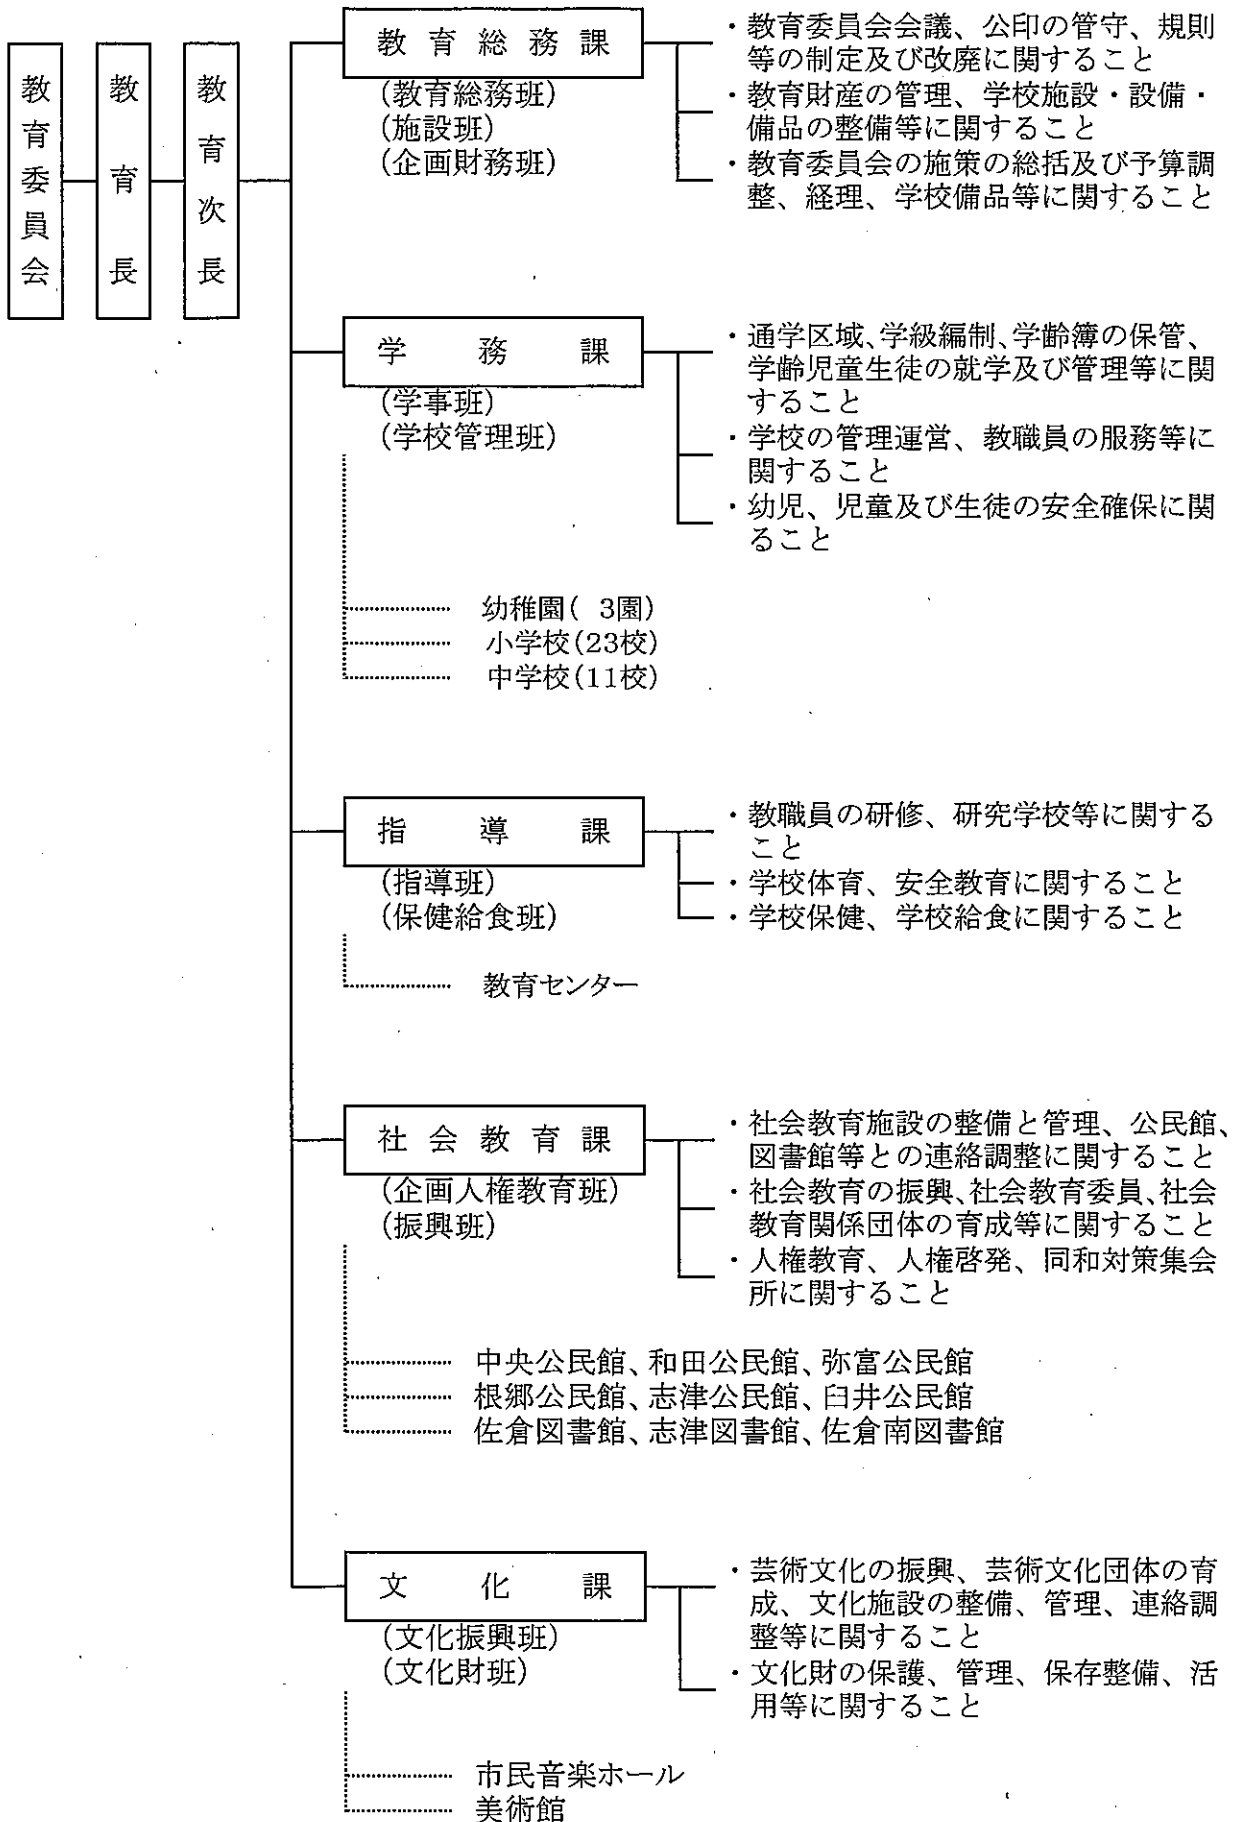 教育委員会
教育長
教育次長
教育総務課
(教育総務班)
(施設班)
(企画財務班)
・教育委員会会議、公印の管守、規則
等の制定及び改廃に関すること
・教育財産の管理、学校施設・設備・
備品の整備等に関すること
・教育委員会の施策の総括及び予算調
整、経理、学校備品等に関すること
学務課
(学事班)
(学校管理班)
・通学区域、学級編制、学齢簿の保管、
学齢児童生徒の就学及び管理等に関
すること
・学校の管理運営、教職員の服務等に
関すること
・幼児、児童及び生徒の安全確保に関
ること
幼稚園( 3園)
小学校(23校)
中学校(11校)
指導課
(指導班)
(保健給食班)
・教職員の研修、研究学校等に関する
こと
・学校体育、安全教育に関すること
・学校保健、学校給食に関すること
教育センター
社会教育課
(企画人権教育班)
(振興班)
・社会教育施設の整備と管理、公民館、
図書館等との連絡調整に関すること
・社会教育の振興、社会教育委員、社会
教育関係団体の育成等に関すること
・人権教育、人権啓発、同和対策集会
所に関すること
中央公民館、和田公民館、弥富公民館
根郷公民館、志津公民館、臼井公民館
佐倉図書館、志津図書館、佐倉南図書館
文化課
(文化振興班)
(文化財班)
・芸術文化の振興、芸術文化団体の育
成、文化施設の整備、管理、連絡調
整等に関すること
・文化財の保護、管理、保存整備、活
用等に関すること
市民音楽ホール
美術館